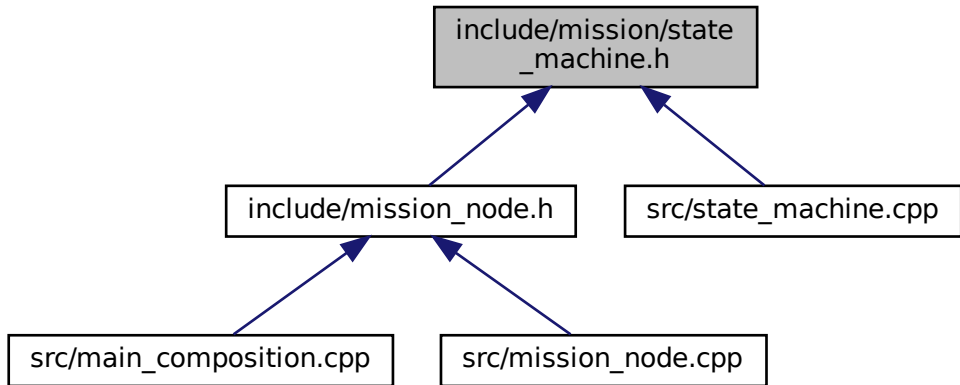 include/mission/state
_machine.h
include/mission_node.h
src/state_machine.cpp
src/main_composition.cpp
src/mission_node.cpp